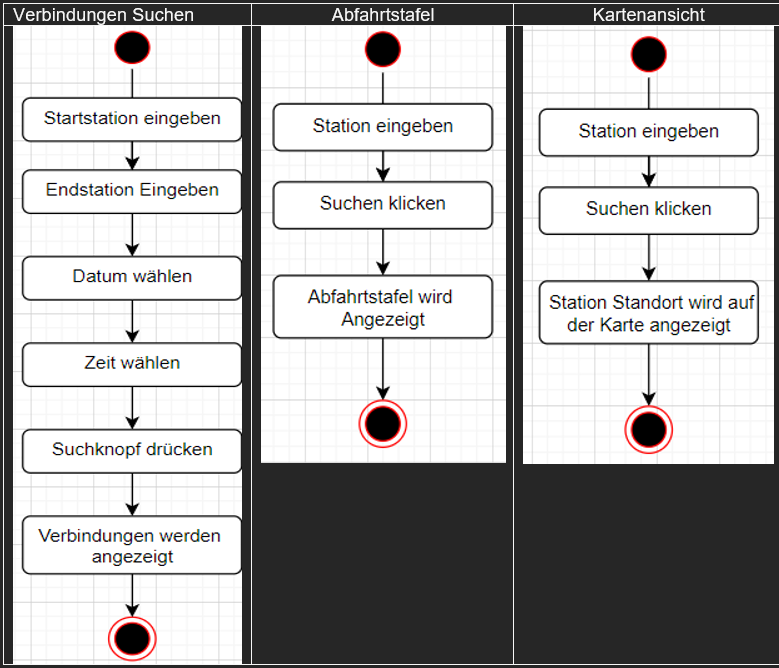 Verbindungen Suchen
Startstation eingeben
Endstation Eingeben
Datum wählen
Zeit wählen
Suchknopf drücken
Verbindungen werden
angezeigt
Abfahrtstafel
Station eingeben
Suchen klicken
Abfahrtstafel wird
Angezeigt
Kartenansicht
Station eingeben
Suchen klicken
Station Standort wird auf
der Karte angezeigt